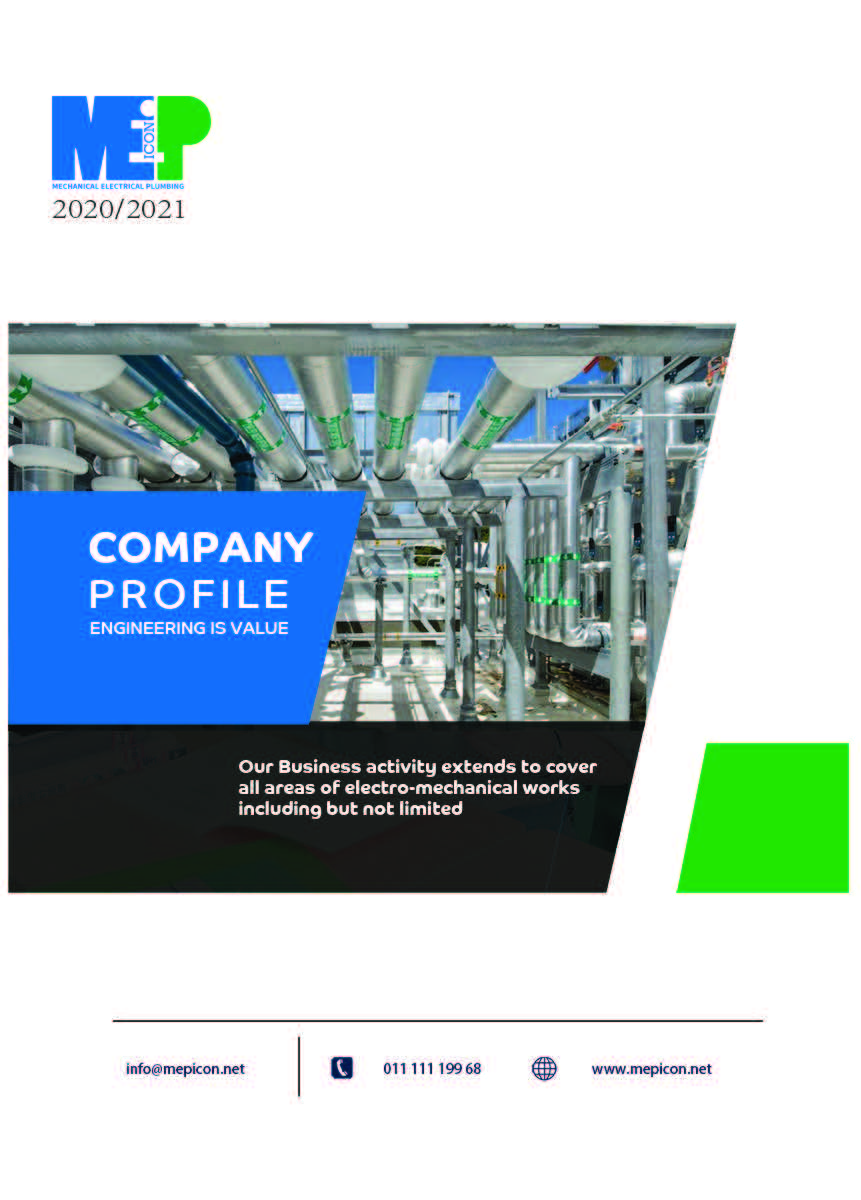 MEiP
ICON
MECHANICAL ELECTRICAL PLUMBING
2020/2021
COMPANY
PROFILE
ENGINEERING IS VALUE
Our Business activity extends to cover
all areas of electro-mechanical works
including but not limited
info@mepicon.net
011 111 199 68
www.mepicon.net